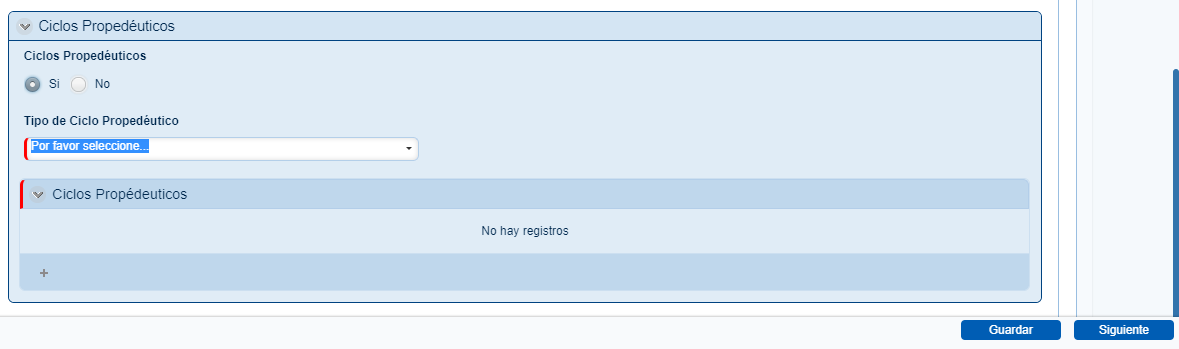 Ciclos Propedéuticos
Ciclos Propedéuticos
Si No
Tipo de Ciclo Propedéutico
Por favor seleccione...
Ciclos Propédeuticos
No hay registros
+
Guardar Siguiente